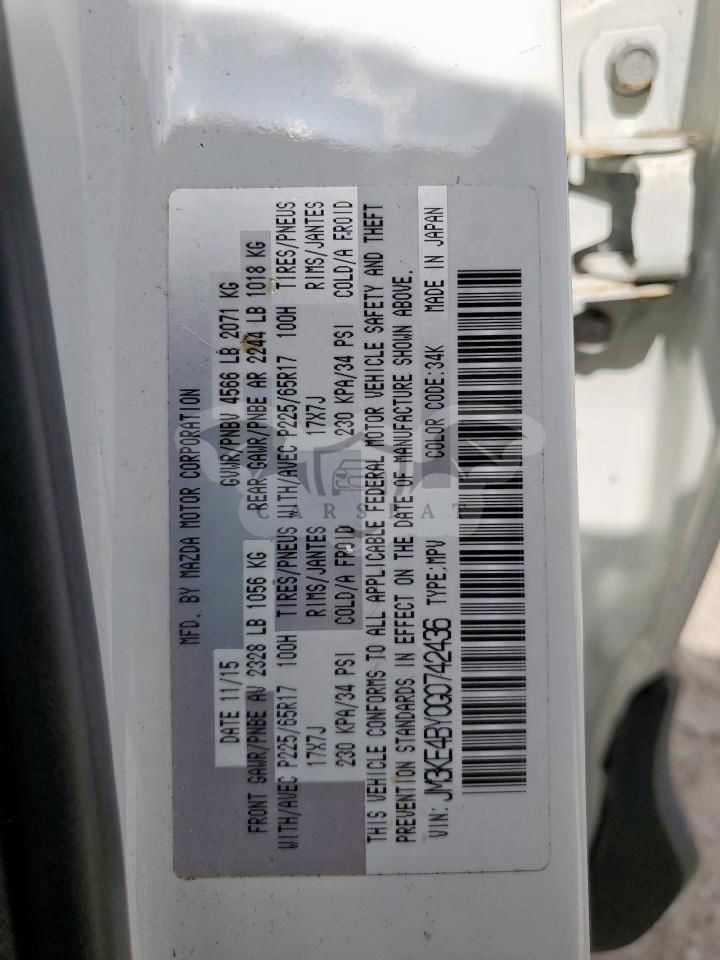 MFD. BY MAZDA MOTOR CORPORATION
DATE 11/15 GVWR/PNBV 4566 LB 2071 KG
FRONT GAWR/PNBE AV 2328 LB 1056 KG REAR GAWR/PNBE AR 2244 LB 1018 KG
WITH/AVEC P225/65R17 100H TIRES/PNEUS WITH/AVEC P225/65R17 100H TIRES/PNEUS
17X7J RIMS/JANTES 17X7J RIMS/JANTES
230 KPA/34 PSI COLD/A FROID 230 KPA/34 PSI COLD/A FROID
THIS VEHICLE CONFORMS TO ALL APPLICABLE FEDERAL MOTOR VEHICLE SAFETY AND THEFT
PREVENTION STANDARDS IN EFFECT ON THE DATE OF MANUFACTURE SHOWN ABOVE.
VIN: JM3KE4BY0G0742436 TYPE:MPV COLOR CODE:34K MADE IN JAPAN
CARSBAT